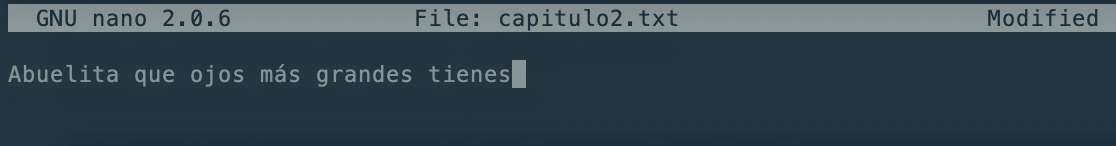 GNU nano 2.0.6 File: capitulo2.txt Modified
Abuelita que ojos más grandes tienes